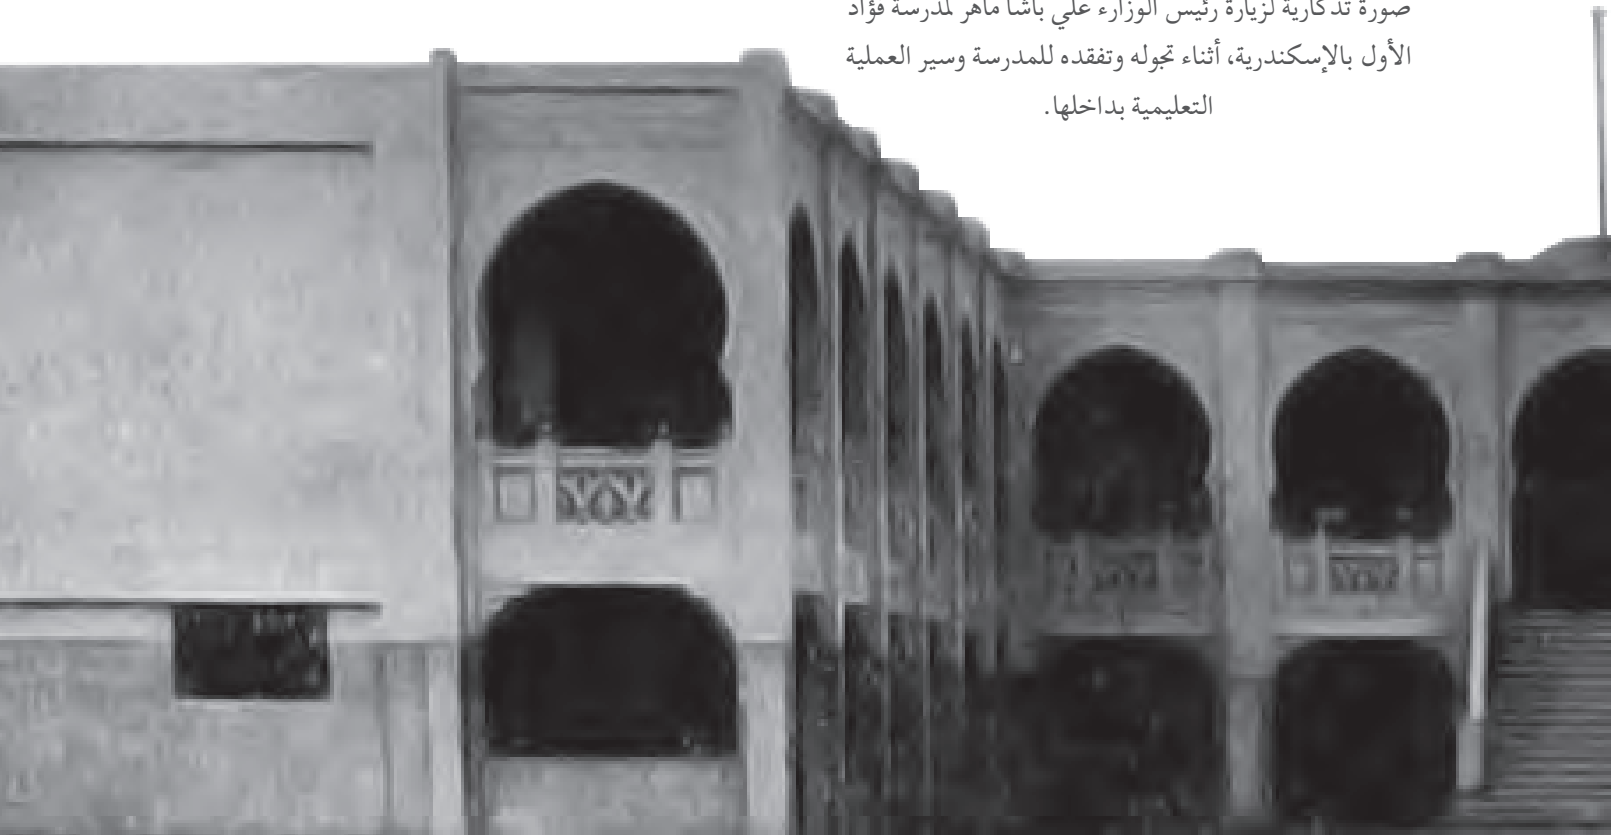 صورة تذكارية لزيارة رئيس الوزارء علي باشا ماهر لمدرسة فؤاد
الأول بالإسكندرية، أثناء تجوله وتفقده للمدرسة وسير العملية
التعليمية بداخلها.